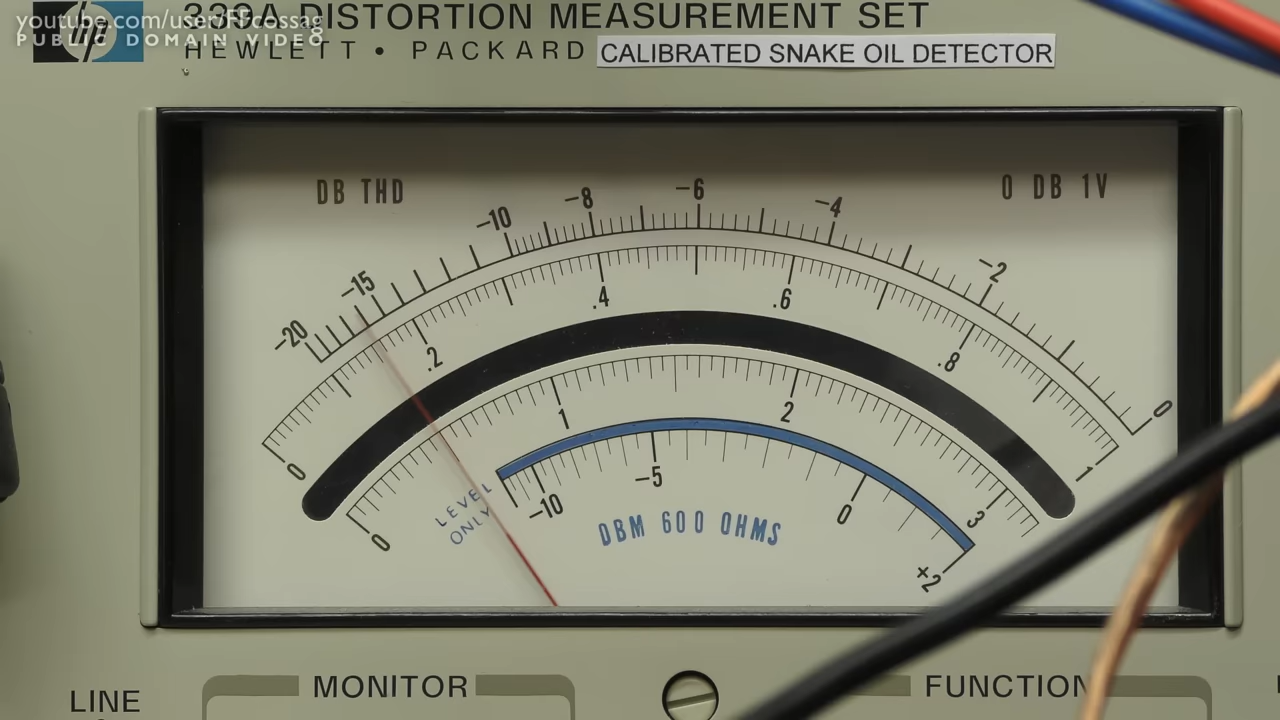 youtube.com/user/FFcossag
PUBLIC DOMAIN VIDEO
hp
339A DISTORTION MEASUREMENT SET
HEWLETT • PACKARD
CALIBRATED SNAKE OIL DETECTOR
DB THD
0 DB 1V
-20 -15 -10 -8 -6 -4 -2 0
0 .2 .4 .6 .8 1
0 1 2 3
-10 -5 0 +2
LEVEL
ONLY
DBM 600 OHMS
LINE
MONITOR
FUNCTION